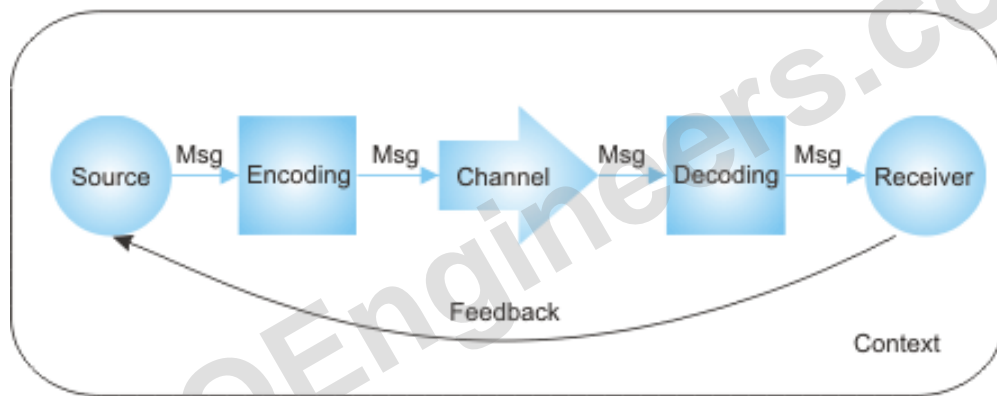 Msg Msg Msg Msg
Source Encoding Channel Decoding Receiver
Feedback
Context